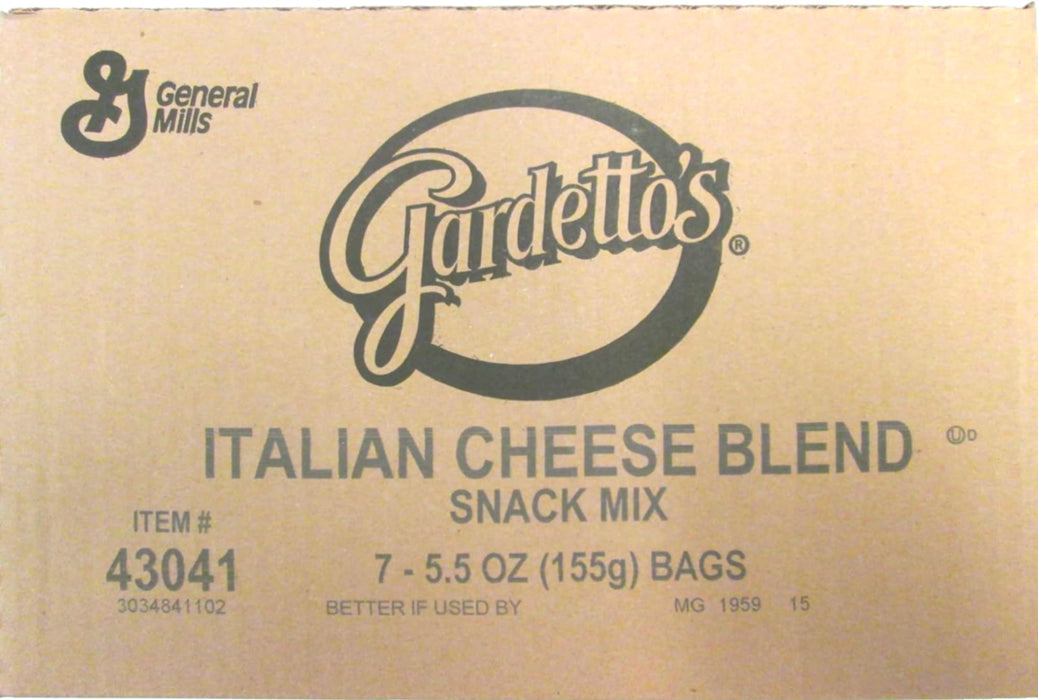 General
Mills
Gardetto's®
ITALIAN CHEESE BLEND Ⓤ D
SNACK MIX
ITEM #
43041
7 - 5.5 OZ (155g) BAGS
3034841102
BETTER IF USED BY MG 1959 15